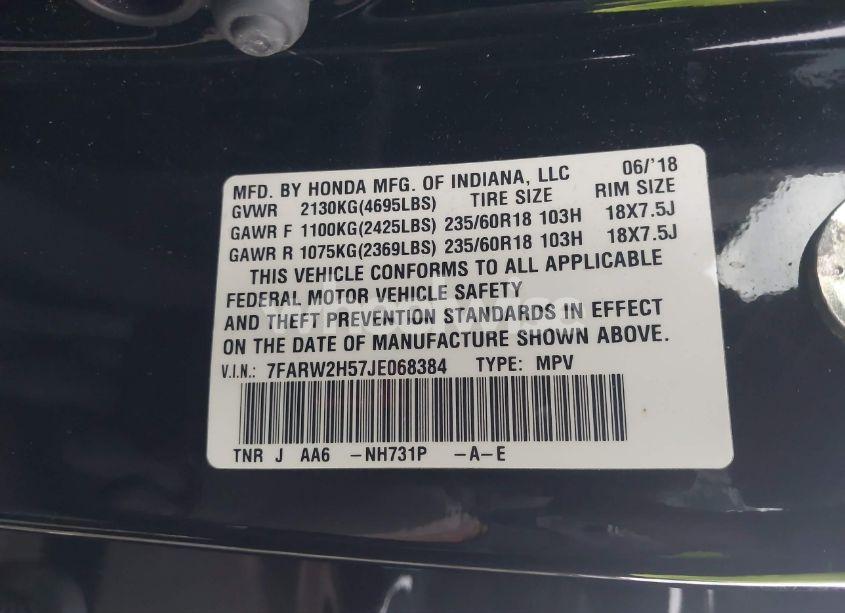 MFD. BY HONDA MFG. OF INDIANA, LLC 06/'18
GVWR 2130KG(4695LBS) TIRE SIZE RIM SIZE
GAWR F 1100KG(2425LBS) 235/60R18 103H 18X7.5J
GAWR R 1075KG(2369LBS) 235/60R18 103H 18X7.5J
THIS VEHICLE CONFORMS TO ALL APPLICABLE
FEDERAL MOTOR VEHICLE SAFETY
AND THEFT PREVENTION STANDARDS IN EFFECT
ON THE DATE OF MANUFACTURE SHOWN ABOVE.
V.I.N.: 7FARW2H57JE068384 TYPE: MPV
TNR J AA6 -NH731P -A-E